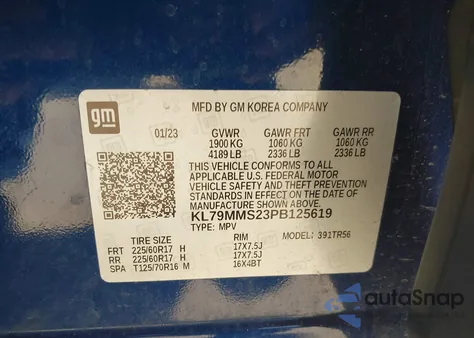 gm
MFD BY GM KOREA COMPANY
01/23 GVWR GAWR FRT GAWR RR
1900 KG 1060 KG 1060 KG
4189 LB 2336 LB 2336 LB
THIS VEHICLE CONFORMS TO ALL
APPLICABLE U.S. FEDERAL MOTOR
VEHICLE SAFETY AND THEFT PREVENTION
STANDARDS IN EFFECT ON THE DATE OF
MANUFACTURE SHOWN ABOVE.
KL79MMS23PB125619
TYPE: MPV MODEL: 391TR56
TIRE SIZE RIM
FRT 225/60R17 H 17X7.5J
RR 225/60R17 H 17X7.5J
SPA T125/70R16 M 16X4BT
autoSnap